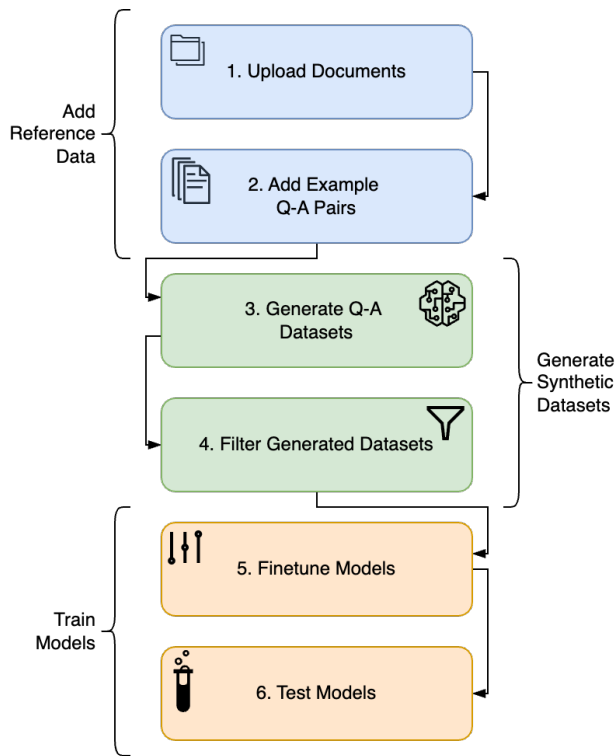 1. Upload Documents
Add
Reference
Data
2. Add Example
Q-A Pairs
3. Generate Q-A
Datasets
Generate
Synthetic
Datasets
4. Filter Generated Datasets
5. Finetune Models
Train
Models
6. Test Models